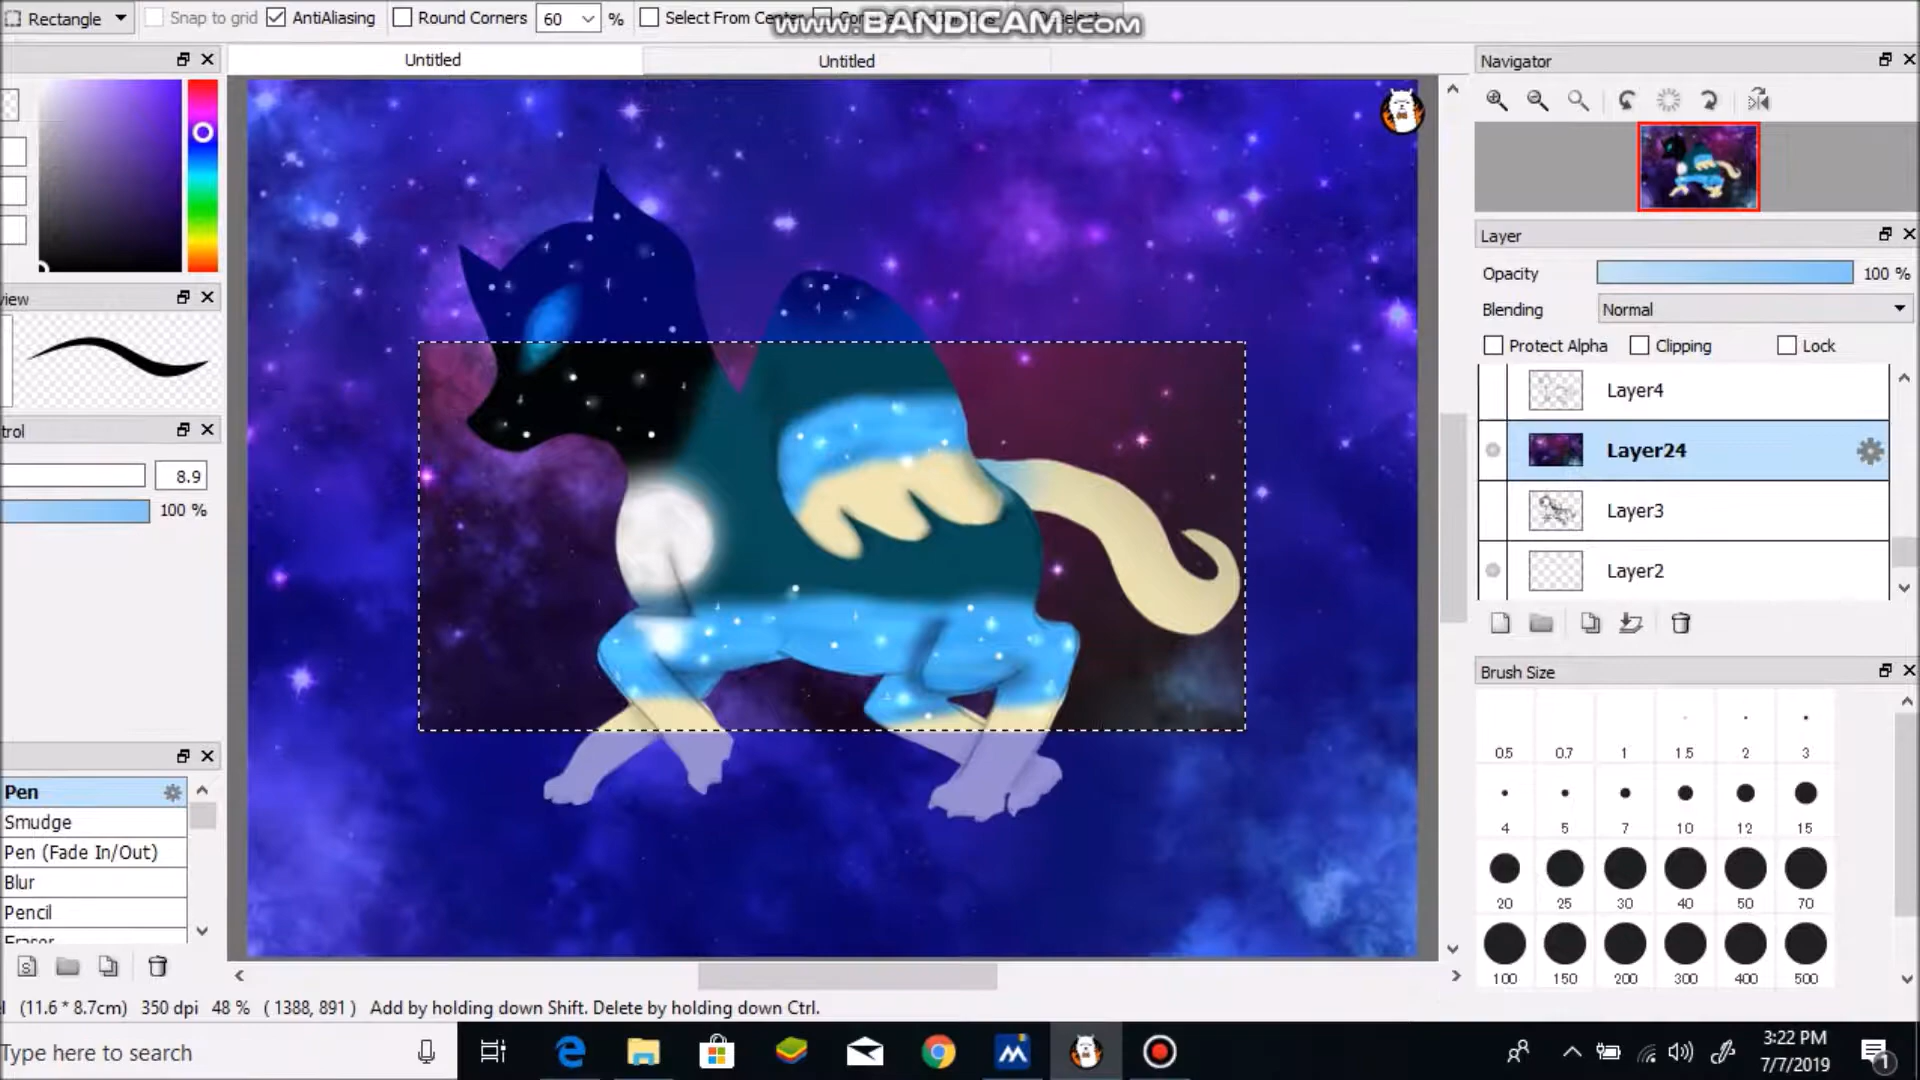 Rectangle
Snap to grid
AntiAliasing
Round Corners
60
%
Select From Center
www.BANDICAM.com
Untitled
Untitled
Navigator
Layer
Opacity
100 %
Blending
Normal
Protect Alpha
Clipping
Lock
Layer4
Layer24
Layer3
Layer2
view
trol
8.9
100 %
Pen
Smudge
Pen (Fade In/Out)
Blur
Pencil
Eraser
Brush Size
0.5 0.7 1 1.5 2 3
4 5 7 10 12 15
20 25 30 40 50 70
100 150 200 300 400 500
el (11.6 * 8.7cm) 350 dpi 48 % ( 1388, 891 ) Add by holding down Shift. Delete by holding down Ctrl.
Type here to search
3:22 PM
7/7/2019
1